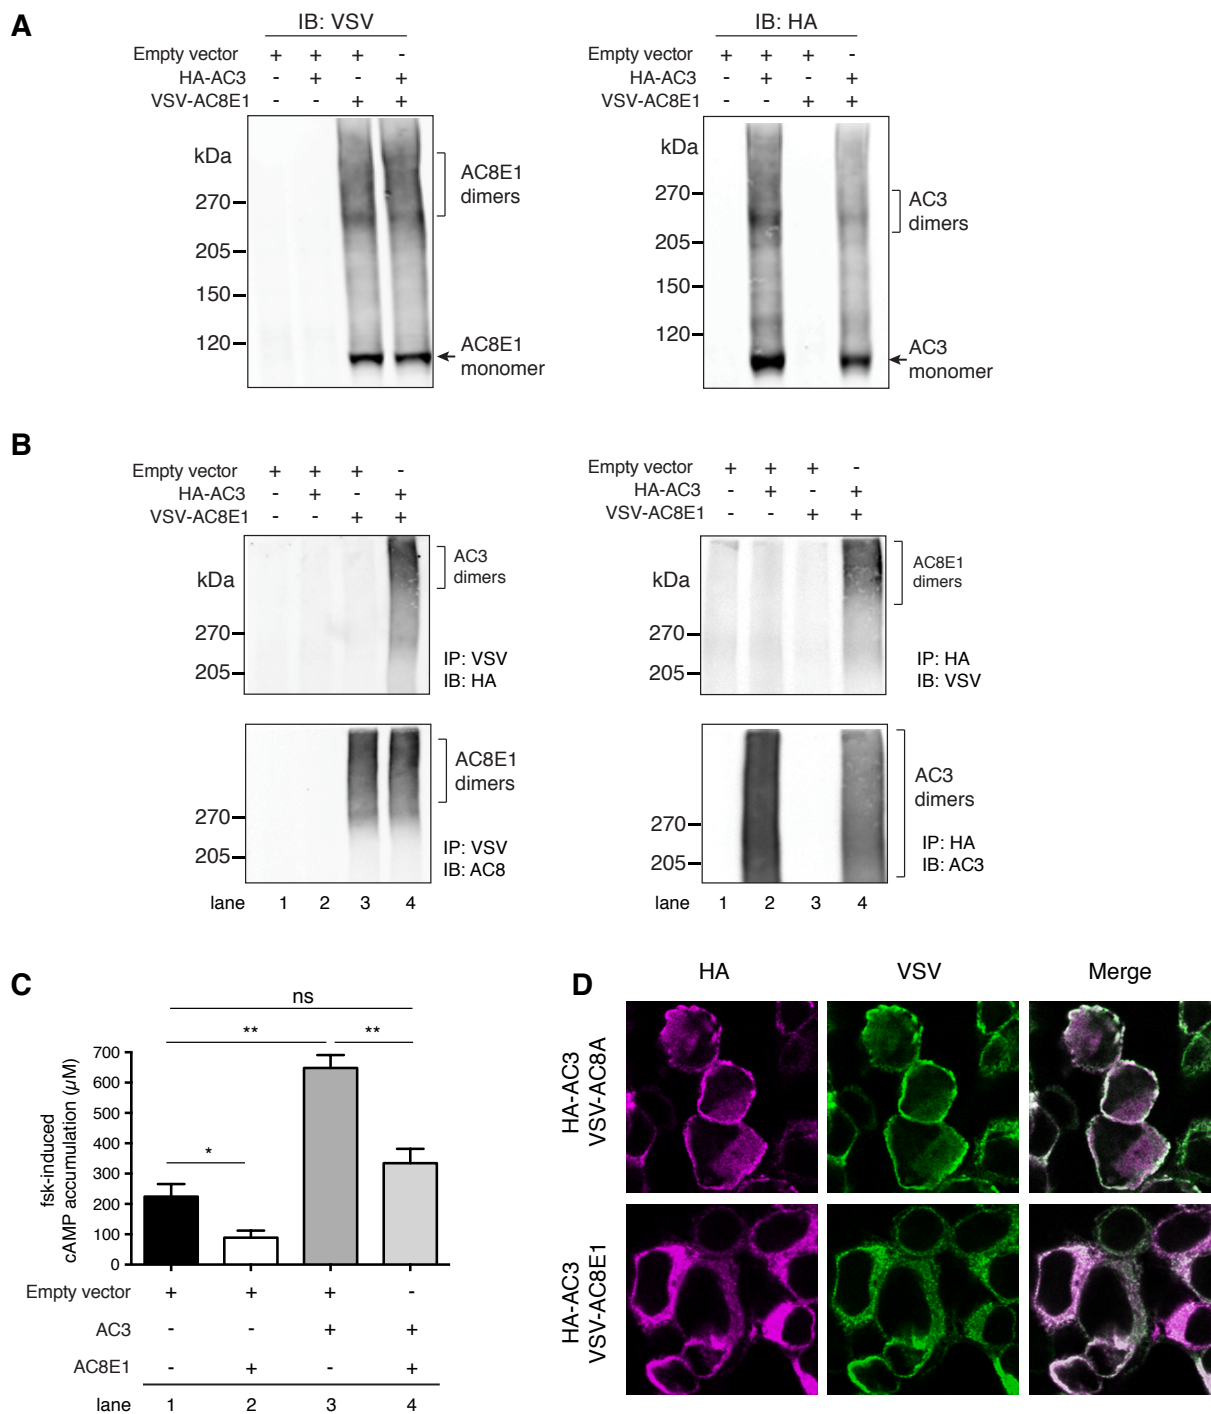 A
IB: VSV
Empty vector + + + -
HA-AC3 - + - +
VSV-AC8E1 - - + +
kDa
270
205
150
120
AC8E1
dimers
AC8E1
monomer
IB: HA
Empty vector + + + -
HA-AC3 - + - +
VSV-AC8E1 - - + +
kDa
270
205
150
120
AC3
dimers
AC3
monomer
B
Empty vector + + + -
HA-AC3 - + - +
VSV-AC8E1 - - + +
kDa
270
205
AC3
dimers
IP: VSV
IB: HA
270
205
AC8E1
dimers
IP: VSV
IB: AC8
lane 1 2 3 4
Empty vector + + + -
HA-AC3 - + - +
VSV-AC8E1 - - + +
kDa
270
205
AC8E1
dimers
IP: HA
IB: VSV
270
205
AC3
dimers
IP: HA
IB: AC3
lane 1 2 3 4
C
ns
** **
*
fsk-induced
cAMP accumulation (µM)
700
600
500
400
300
200
100
0
Empty vector + + + -
AC3 - - + +
AC8E1 - + - +
lane 1 2 3 4
D
HA VSV Merge
HA-AC3
VSV-AC8A
HA-AC3
VSV-AC8E1